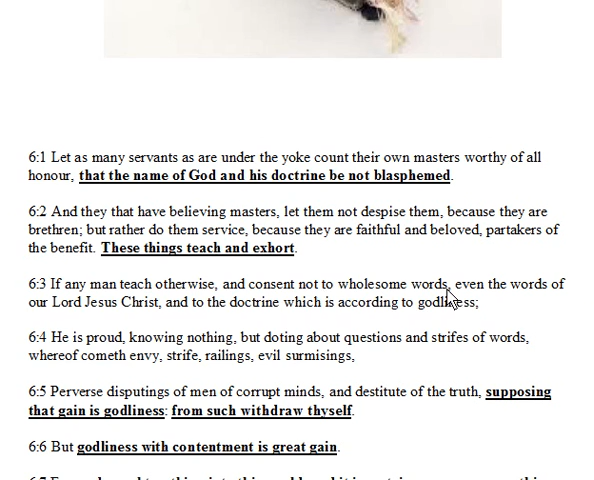 6:1 Let as many servants as are under the yoke count their own masters worthy of all
honour, that the name of God and his doctrine be not blasphemed.
6:2 And they that have believing masters, let them not despise them, because they are
brethren; but rather do them service, because they are faithful and beloved, partakers of
the benefit. These things teach and exhort.
6:3 If any man teach otherwise, and consent not to wholesome words, even the words of
our Lord Jesus Christ, and to the doctrine which is according to godliness;
6:4 He is proud, knowing nothing, but doting about questions and strifes of words,
whereof cometh envy, strife, railings, evil surmisings,
6:5 Perverse disputings of men of corrupt minds, and destitute of the truth, supposing
that gain is godliness: from such withdraw thyself.
6:6 But godliness with contentment is great gain.